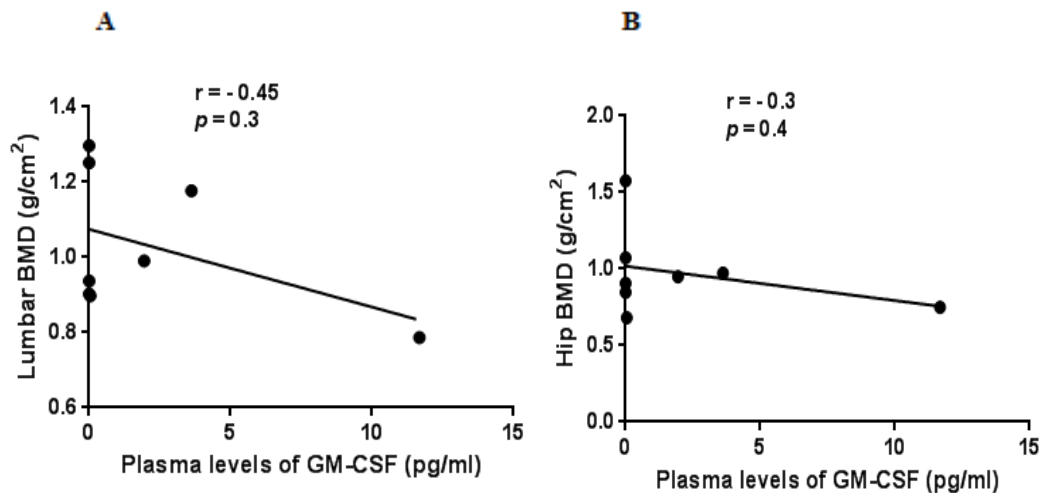 A
r = - 0.45
p = 0.3
Lumbar BMD (g/cm²)
1.4
1.2
1.0
0.8
0.6
0
5
10
15
Plasma levels of GM-CSF (pg/ml)
B
r = - 0.3
p = 0.4
Hip BMD (g/cm²)
2.0
1.5
1.0
0.5
0.0
0
5
10
15
Plasma levels of GM-CSF (pg/ml)